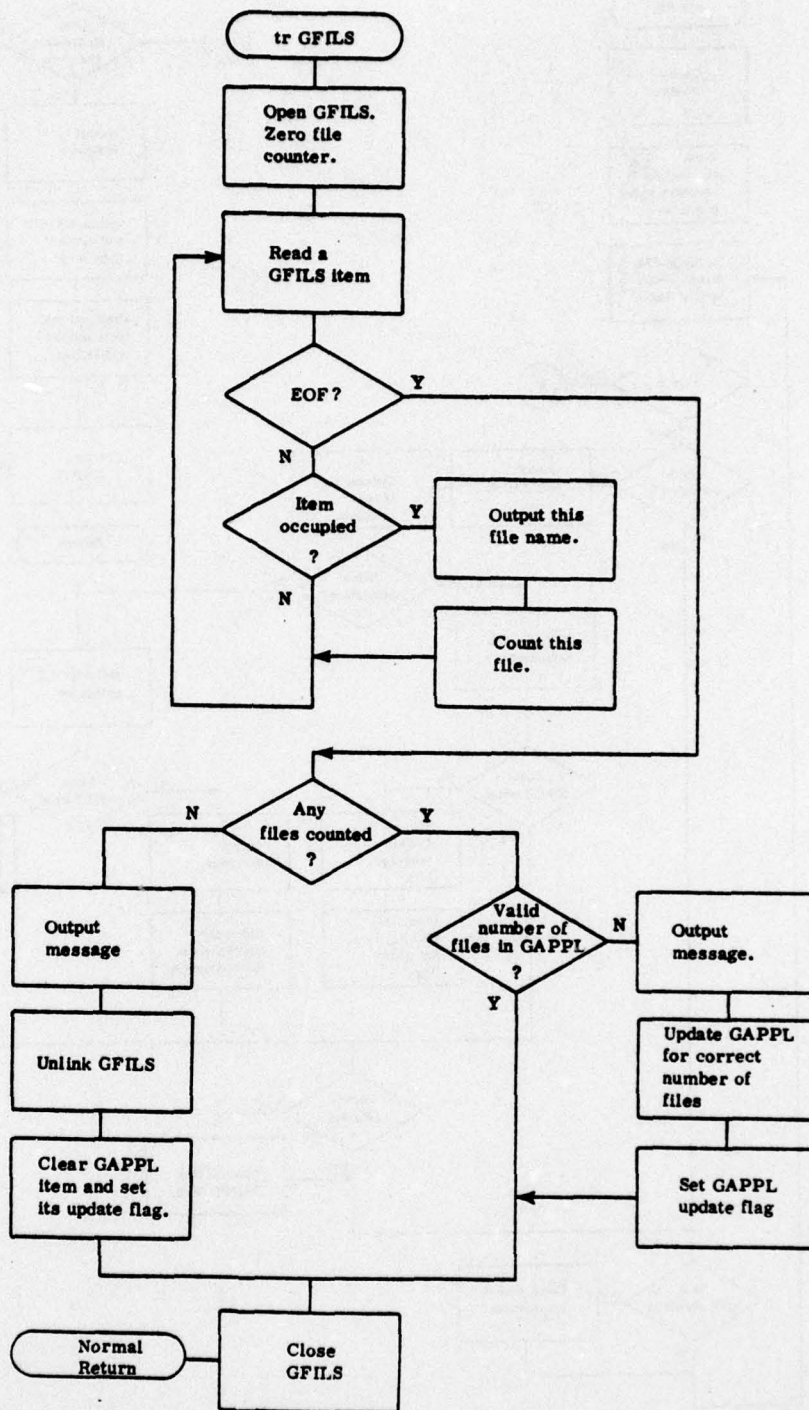 tr GFILS
Open GFILS.
Zero file
counter.
Read a
GFILS item
EOF ?
Y
N
Item
occupied
?
Y
N
Output this
file name.
Count this
file.
Any
files counted
?
N
Y
Output
message
Unlink GFILS
Clear GAPPL
item and set
its update flag.
Valid
number of
files in GAPPL
?
N
Y
Output
message.
Update GAPPL
for correct
number of
files
Set GAPPL
update flag
Close
GFILS
Normal
Return